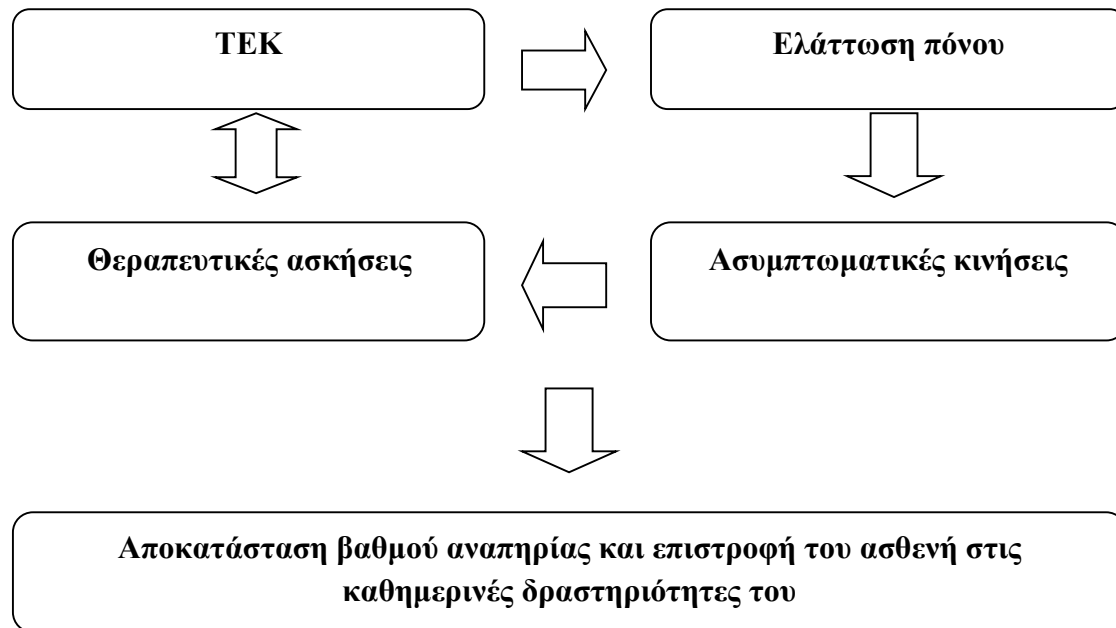 ΤΕΚ
Ελάττωση πόνου
Θεραπευτικές ασκήσεις
Ασυμπτωματικές κινήσεις
Αποκατάσταση βαθμού αναπηρίας και επιστροφή του ασθενή στις
καθημερινές δραστηριότητες του